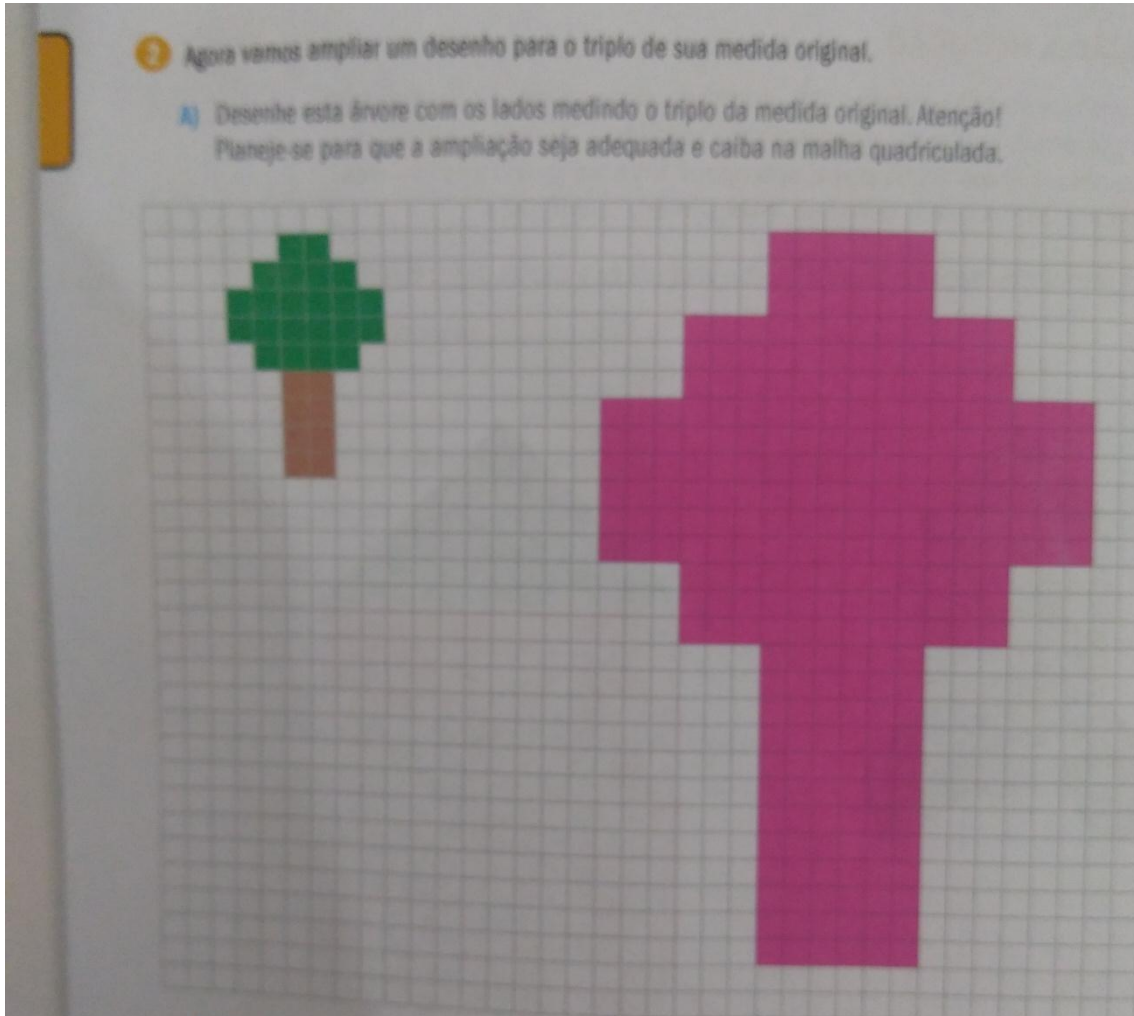 2 Agora vamos ampliar um desenho para o triplo de sua medida original.
A) Desenhe esta árvore com os lados medindo o triplo da medida original. Atenção!
Planeje-se para que a ampliação seja adequada e caiba na malha quadriculada.